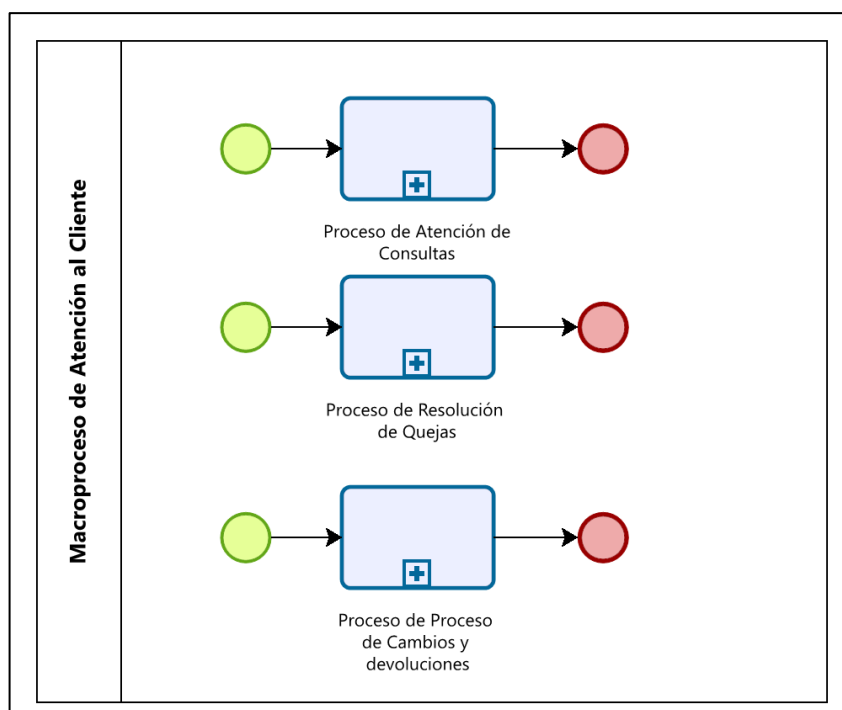 Macroproceso de Atención al Cliente
Proceso de Atención de
Consultas
Proceso de Resolución
de Quejas
Proceso de Proceso
de Cambios y
devoluciones